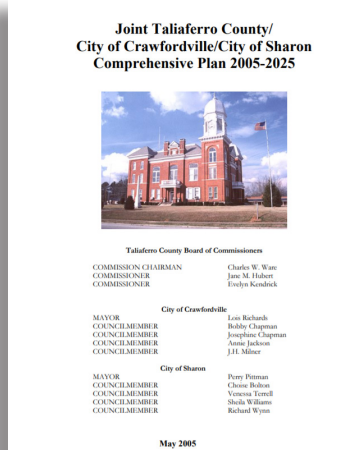 Joint Taliaferro County/
City of Crawfordville/City of Sharon
Comprehensive Plan 2005-2025
Taliaferro County Board of Commissioners
COMMISSION CHAIRMAN Charles W. Ware
COMMISSIONER Jane M. Hubert
COMMISSIONER Evelyn Kendrick
City of Crawfordville
MAYOR Lois Richards
COUNCILMEMBER Bobby Chapman
COUNCILMEMBER Josephine Chapman
COUNCILMEMBER Annie Jackson
COUNCILMEMBER J.H. Milner
City of Sharon
MAYOR Perry Pittman
COUNCILMEMBER Choine Bolton
COUNCILMEMBER Venessa Terrell
COUNCILMEMBER Sheila Williams
COUNCILMEMBER Richard Wynn
May 2005